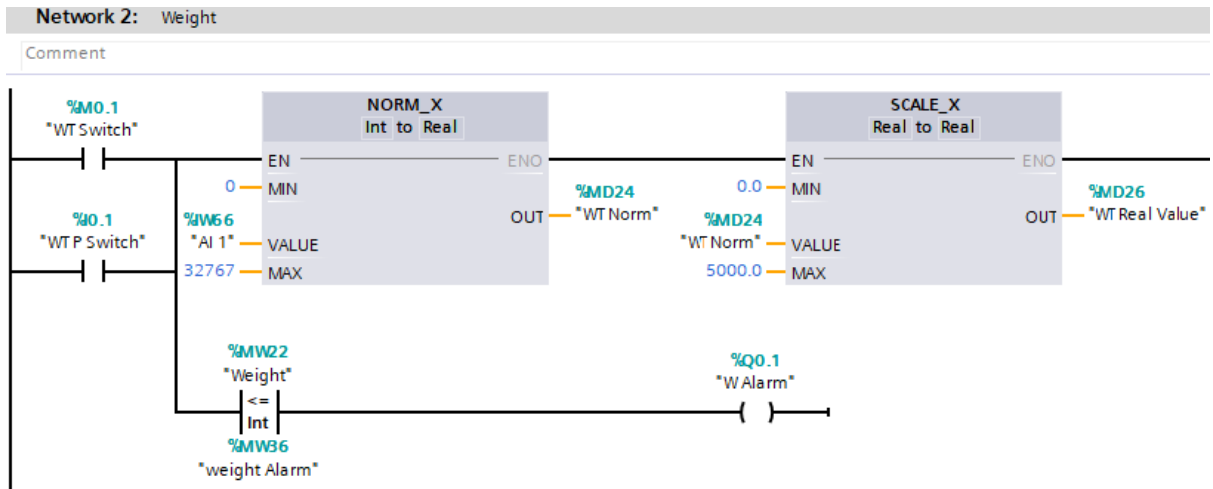 Network 2: Weight
Comment
%M0.1
"WT Switch"
%I0.1
"WT P Switch"
NORM_X
Int to Real
EN
ENO
0
MIN
%IW66
"AI 1"
VALUE
32767
MAX
OUT
%MD24
"WT Norm"
SCALE_X
Real to Real
EN
ENO
0.0
MIN
%MD24
"WT Norm"
VALUE
5000.0
MAX
OUT
%MD26
"WT Real Value"
%MW22
"Weight"
<=
Int
%MW36
"weight Alarm"
%Q0.1
"W Alarm"
( )